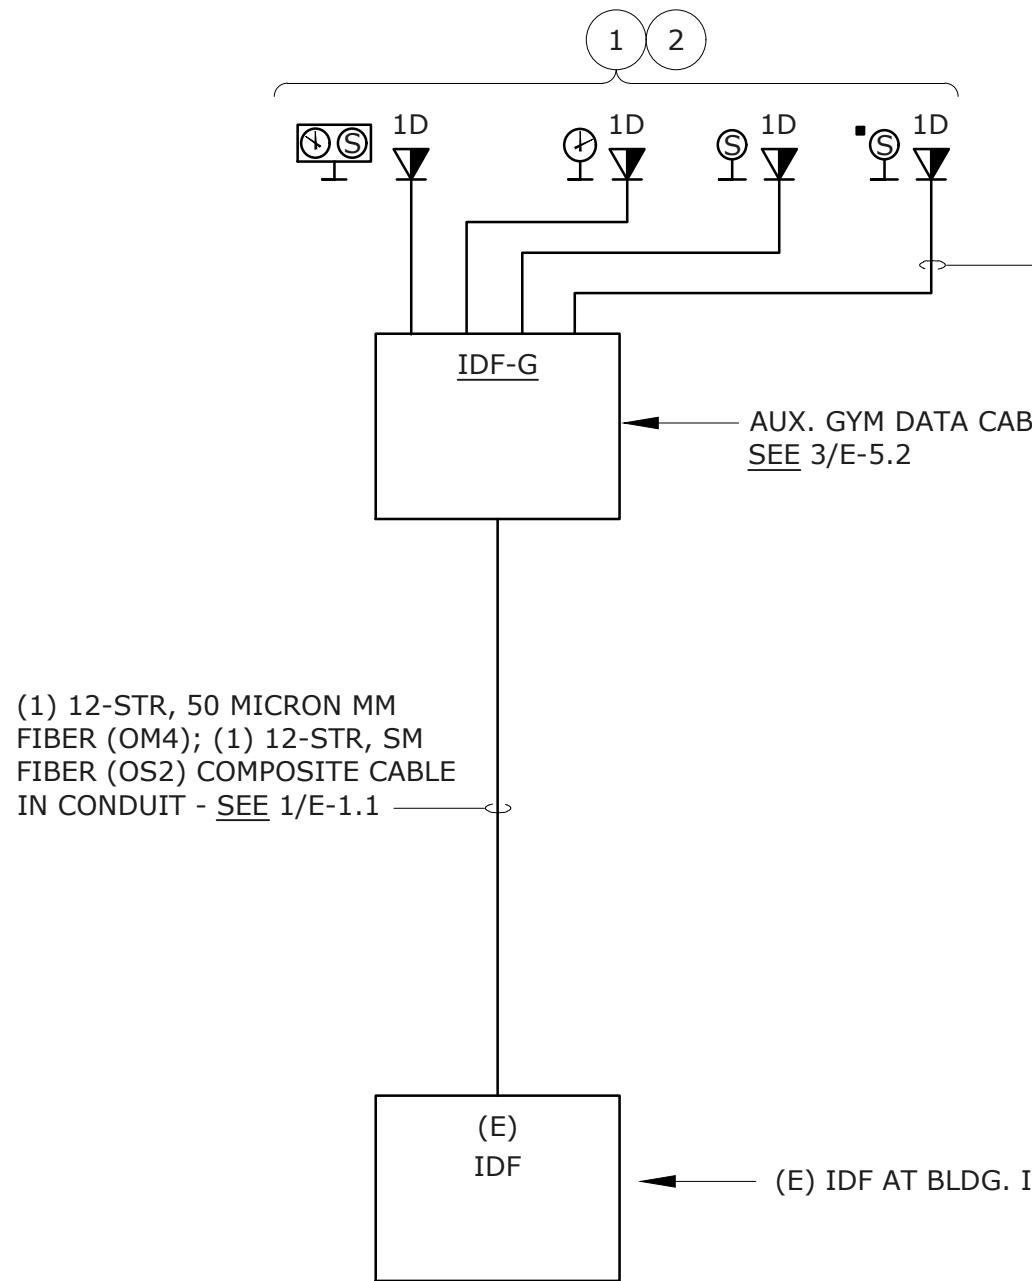 1 2
1D 1D 1D 1D
S S S
IDF-G
AUX. GYM DATA CAB
SEE 3/E-5.2
(1) 12-STR, 50 MICRON MM
FIBER (OM4); (1) 12-STR, SM
FIBER (OS2) COMPOSITE CABLE
IN CONDUIT - SEE 1/E-1.1
(E)
IDF
(E) IDF AT BLDG. I